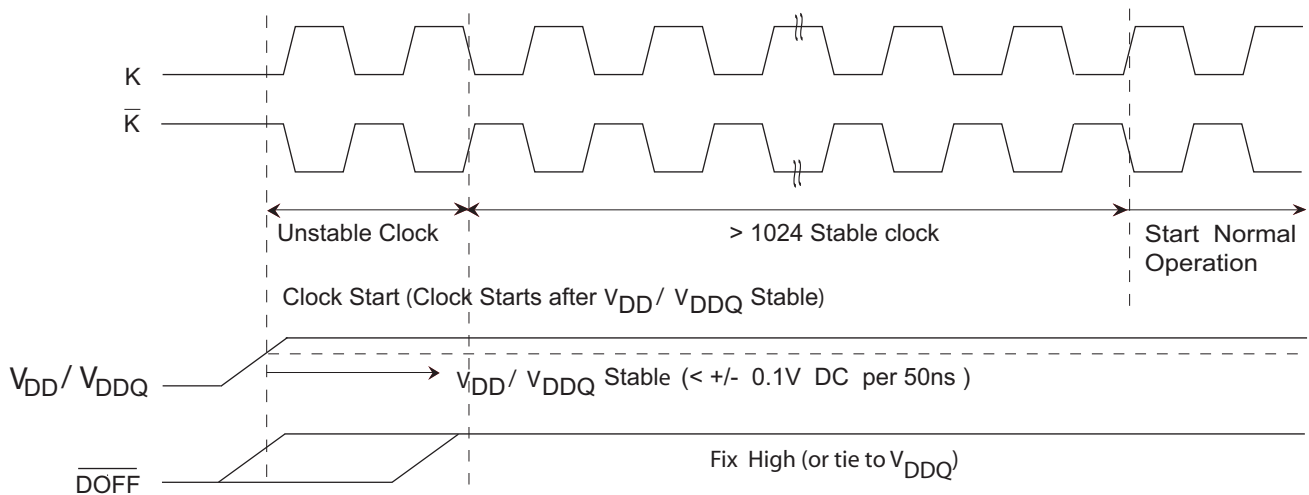 K
K̅
Unstable Clock
> 1024 Stable clock
Start Normal
Operation
Clock Start (Clock Starts after VDD / VDDQ Stable)
VDD / VDDQ
VDD / VDDQ Stable (< +/- 0.1V DC per 50ns )
D̅O̅F̅F̅
Fix High (or tie to VDDQ)